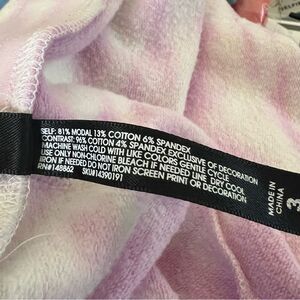 SELF: 81% MODAL 13% COTTON 6% SPANDEX
CONTRAST: 96% COTTON 4% SPANDEX EXCLUSIVE OF DECORATION
MACHINE WASH COLD WITH LIKE COLORS GENTLE CYCLE
USE ONLY NON-CHLORINE BLEACH IF NEEDED LINE DRY COOL
IRON IF NEEDED DO NOT IRON SCREEN PRINT OR DECORATION
RN#148862 SKU#14390191
MADE IN
CHINA
3